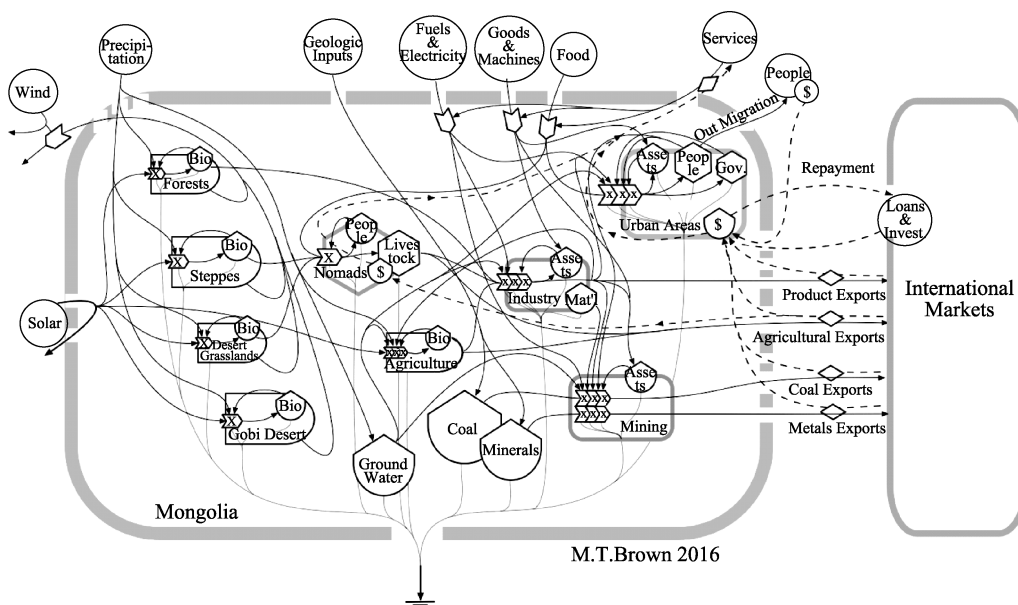 Precipi-
tation
Geologic
Inputs
Fuels
&
Electricity
Goods
&
Machines
Food
Services
People
$
Wind
Out Migration
Bio
X
Forests
Asse
ts
Peop
le
Gov.
x x x
Repayment
Urban Areas
$
Loans
&
Invest
Bio
X
Steppes
Peop
le
Lives
tock
X
Nomads
$
Asse
ts
x x x
Industry
Mat'l
Product Exports
International
Markets
Solar
Bio
X
Desert
Grasslands
Bio
xxx
Agriculture
Agricultural Exports
Asse
ts
x x x
x x x
Mining
Coal Exports
Metals Exports
Bio
X
Gobi Desert
Coal
Minerals
Ground
Water
Mongolia
M.T.Brown 2016